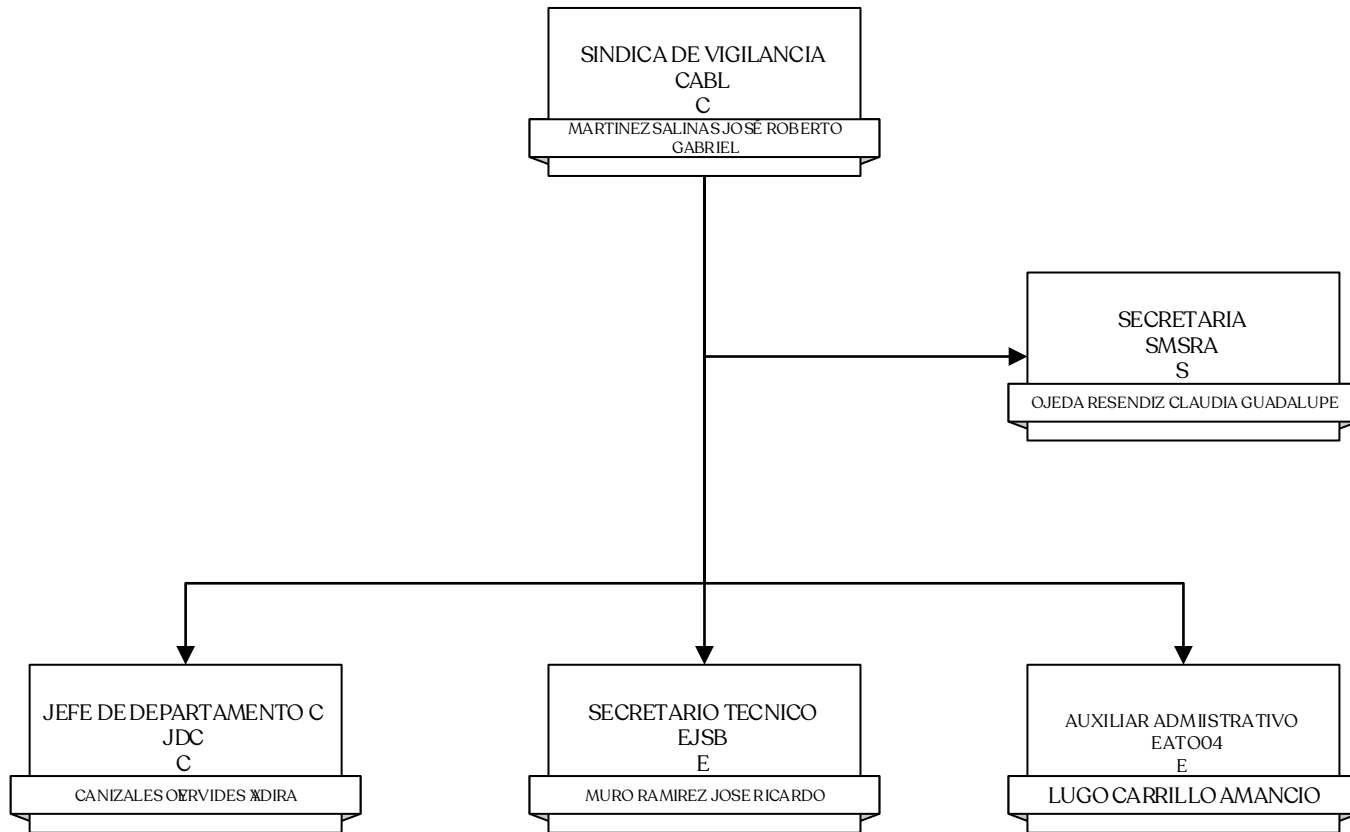 SINDICA DE VIGILANCIA
CABL
C
MARTINEZ SALINAS JOSÉ ROBERTO
GABRIEL
SECRETARIA
SMSRA
S
OJEDA RESENDIZ CLAUDIA GUADALUPE
JEFE DE DEPARTAMENTO C
JDC
C
CANIZALES
SECRETARIO TECNICO
EJSB
E
MURO RAMIREZ JOSE RICARDO
AUXILIAR ADMIISTRATIVO
EATO04
E
LUGO CARRILLO AMANCIO